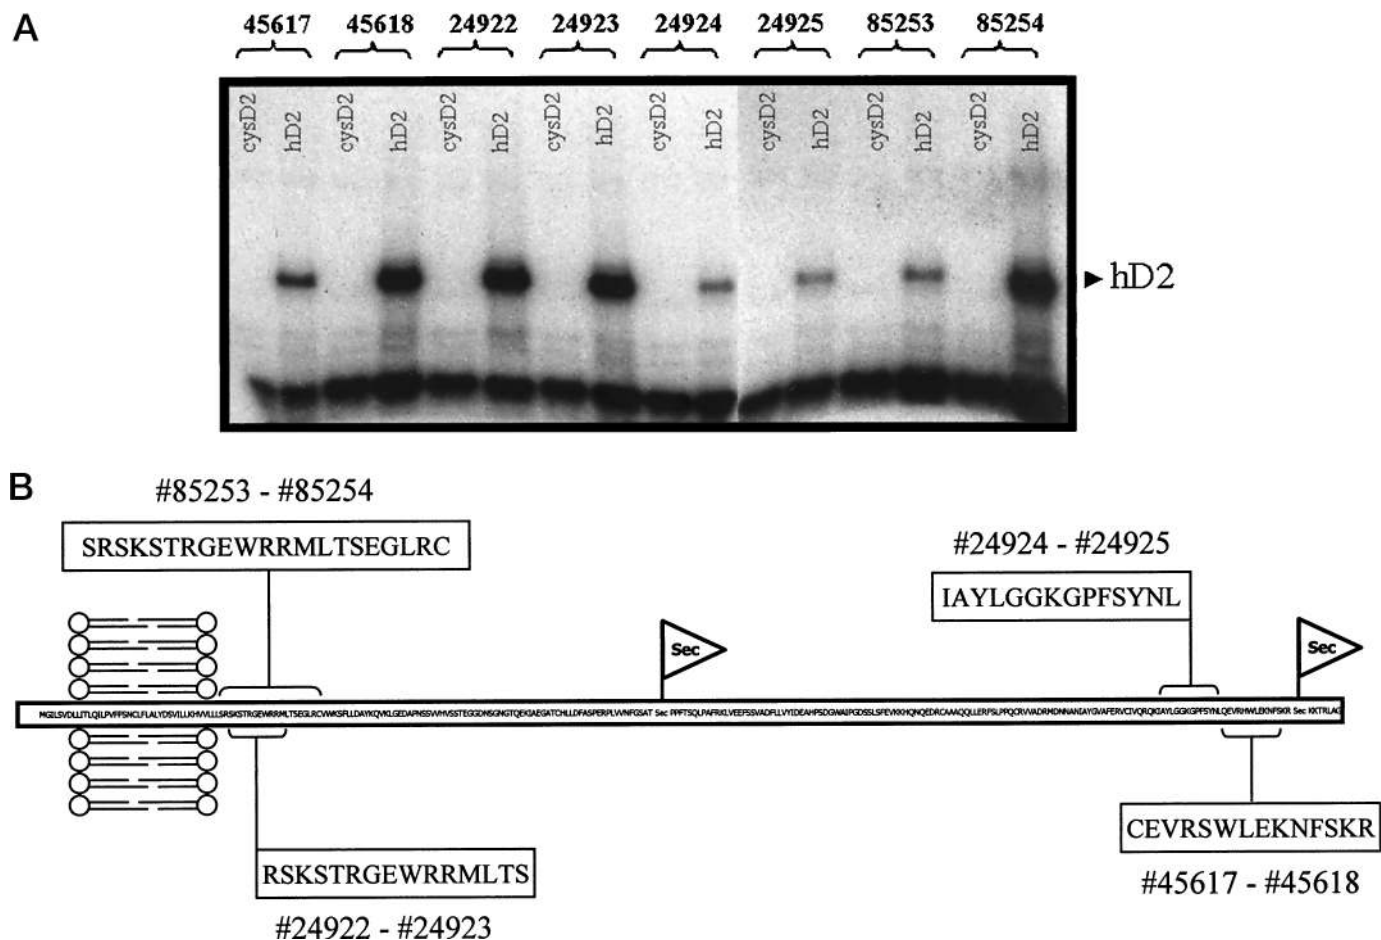 A
45617 45618 24922 24923 24924 24925 85253 85254
cysD2 hD2 cysD2 hD2 cysD2 hD2 cysD2 hD2 cysD2 hD2 cysD2 hD2 cysD2 hD2 cysD2 hD2
hD2
B
#85253 - #85254
SRSKSTRGEWRRMLTSEGLRC
#24924 - #24925
IAYLGGKGPFSYNL
Sec
Sec
CEVRSWLEKNFSKR
#45617 - #45618
RSKSTRGEWRRMLTS
#24922 - #24923